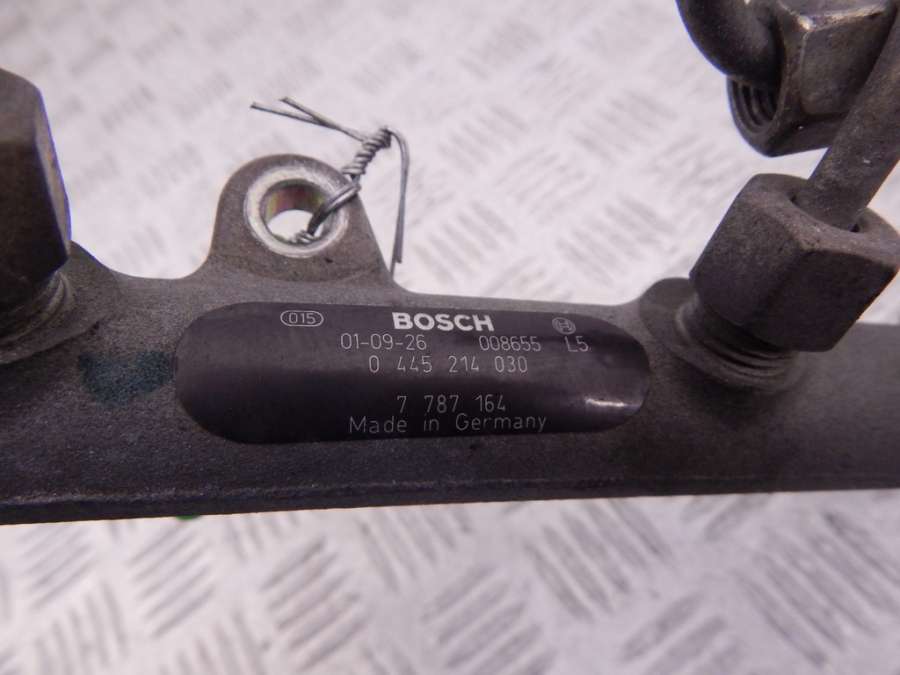 015 BOSCH
01-09-26 008655 L5
0 445 214 030
7 787 164
Made in Germany